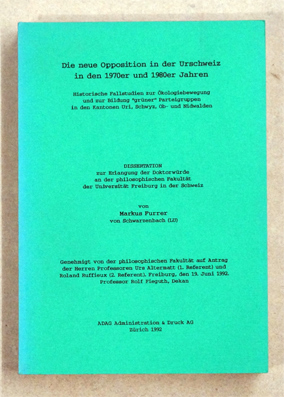 Die neue Opposition in der Urschweiz
in den 1970er und 1980er Jahren
Historische Fallstudien zur Ökologiebewegung
und zur Bildung "grüner" Parteigruppen
in den Kantonen Uri, Schwyz, Ob- und Nidwalden
DISSERTATION
zur Erlangung der Doktorwürde
an der philosophischen Fakultät
der Universität Freiburg in der Schweiz
von
Markus Furrer
von Schwarzenbach (LU)
Genehmigt von der philosophischen Fakultät auf Antrag
der Herren Professoren Urs Altermatt (1. Referent) und
Roland Ruffieux (2. Referent). Freiburg, den 19. Juni 1992.
Professor Rolf Fieguth, Dekan
ADAG Administration & Druck AG
Zürich 1992